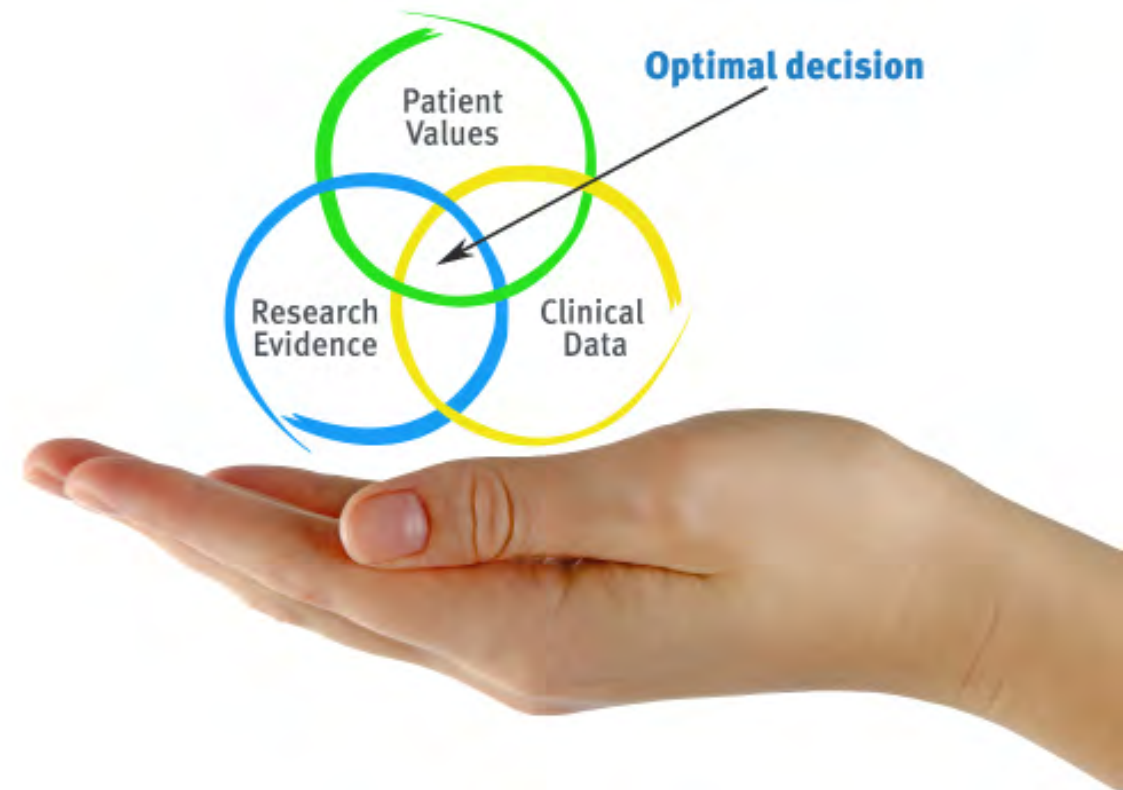 Optimal decision
Patient
Values
Research
Evidence
Clinical
Data